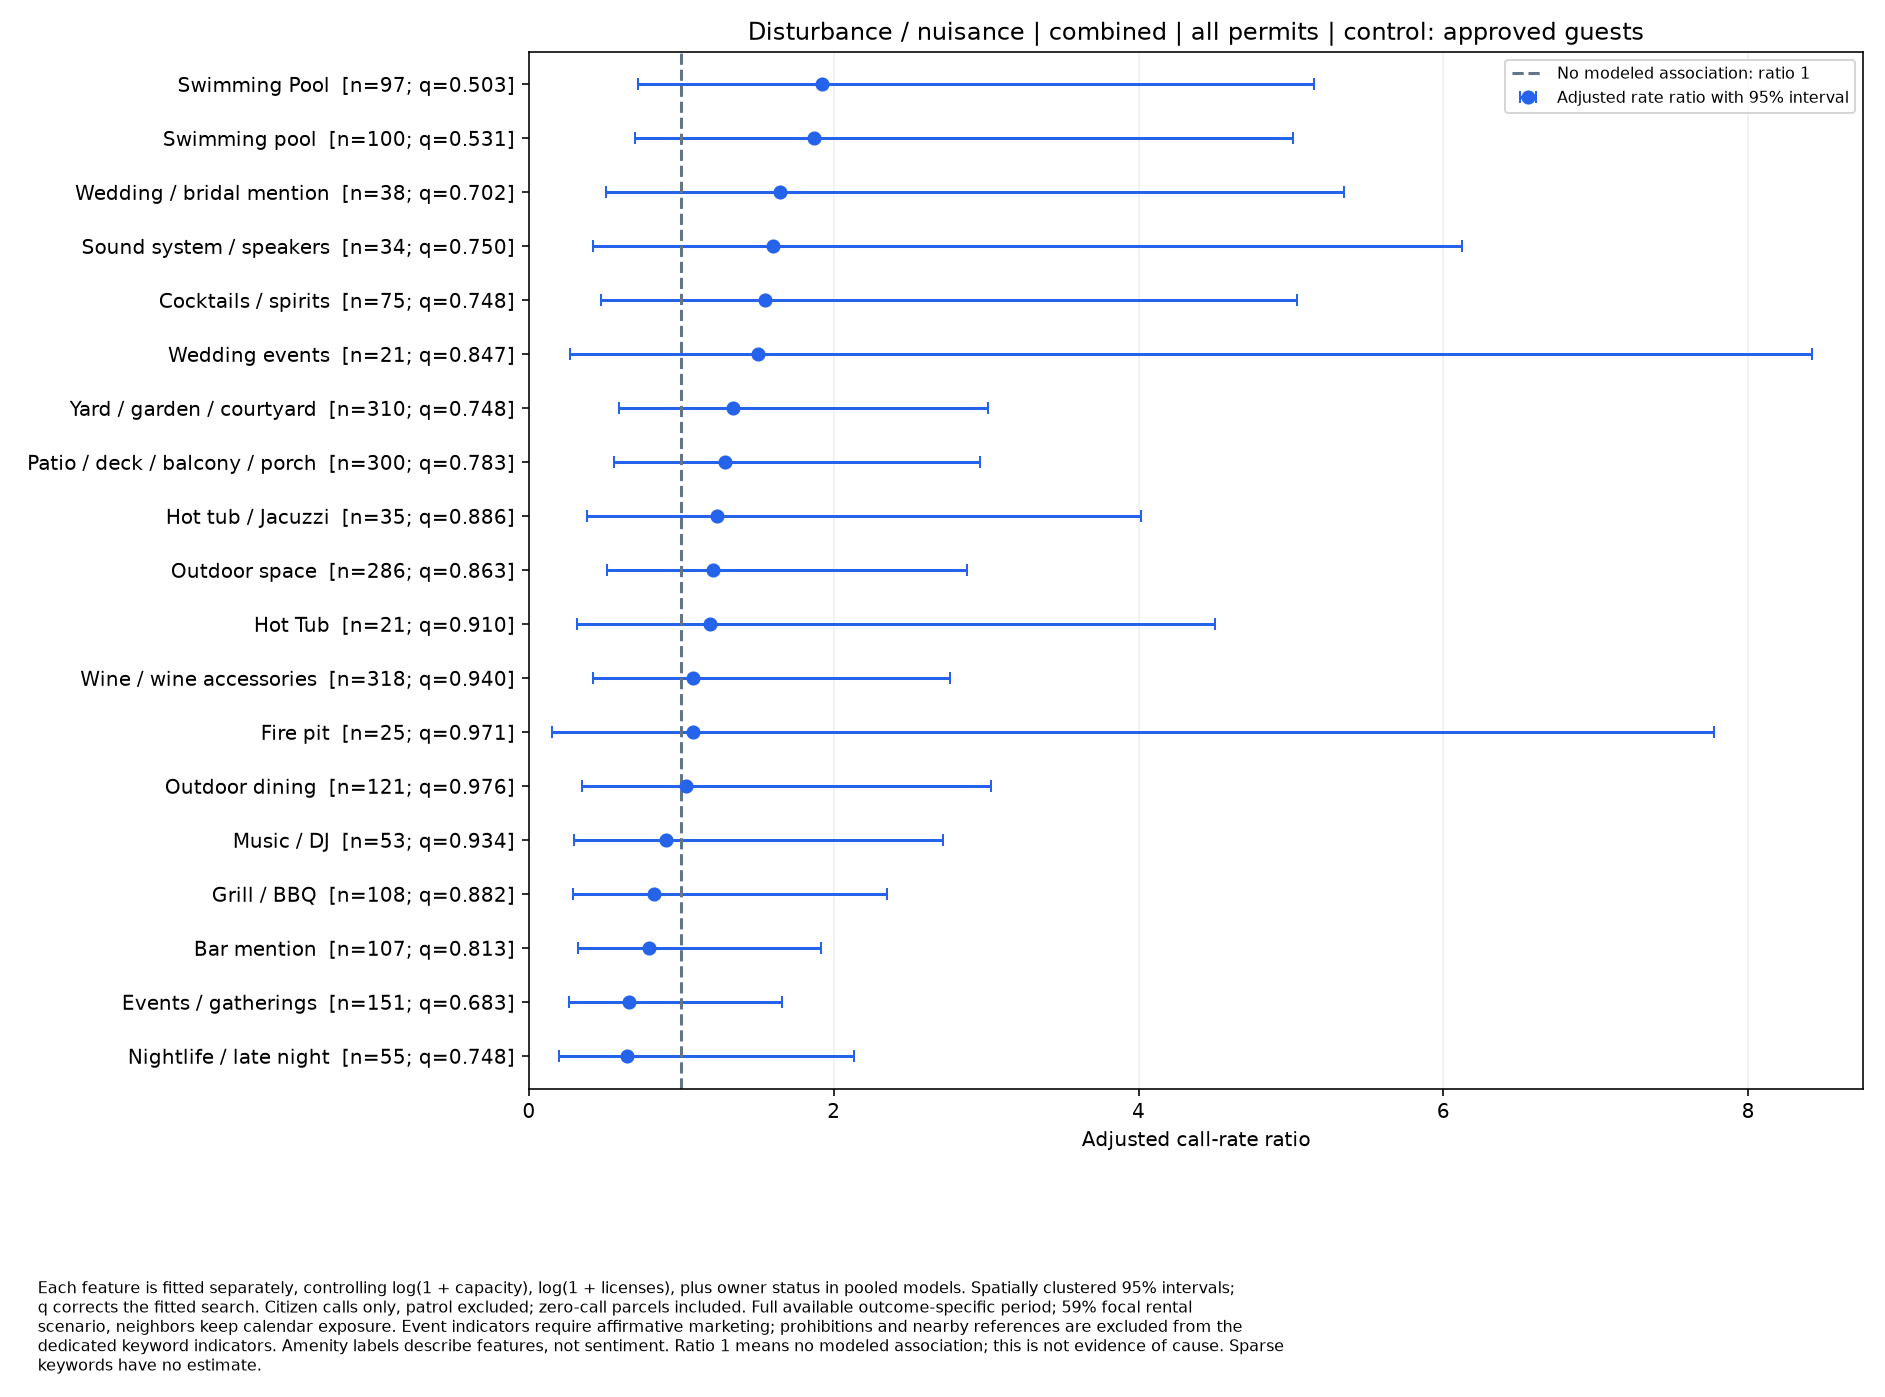 Disturbance / nuisance | combined | all permits | control: approved guests
No modeled association: ratio 1
Adjusted rate ratio with 95% interval
Swimming Pool [n=97; q=0.503]
Swimming pool [n=100; q=0.531]
Wedding / bridal mention [n=38; q=0.702]
Sound system / speakers [n=34; q=0.750]
Cocktails / spirits [n=75; q=0.748]
Wedding events [n=21; q=0.847]
Yard / garden / courtyard [n=310; q=0.748]
Patio / deck / balcony / porch [n=300; q=0.783]
Hot tub / Jacuzzi [n=35; q=0.886]
Outdoor space [n=286; q=0.863]
Hot Tub [n=21; q=0.910]
Wine / wine accessories [n=318; q=0.940]
Fire pit [n=25; q=0.971]
Outdoor dining [n=121; q=0.976]
Music / DJ [n=53; q=0.934]
Grill / BBQ [n=108; q=0.882]
Bar mention [n=107; q=0.813]
Events / gatherings [n=151; q=0.683]
Nightlife / late night [n=55; q=0.748]
0 2 4 6 8
Adjusted call-rate ratio
Each feature is fitted separately, controlling log(1 + capacity), log(1 + licenses), plus owner status in pooled models. Spatially clustered 95% intervals;
q corrects the fitted search. Citizen calls only, patrol excluded; zero-call parcels included. Full available outcome-specific period; 59% focal rental
scenario, neighbors keep calendar exposure. Event indicators require affirmative marketing; prohibitions and nearby references are excluded from the
dedicated keyword indicators. Amenity labels describe features, not sentiment. Ratio 1 means no modeled association; this is not evidence of cause. Sparse
keywords have no estimate.